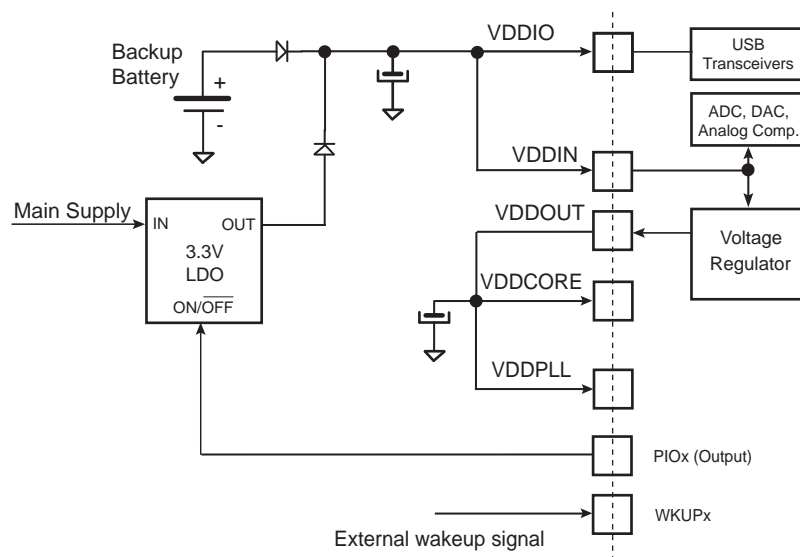 VDDIO
USB
Transceivers
Backup
Battery
+
-
ADC, DAC,
Analog Comp.
VDDIN
Main Supply
IN
OUT
3.3V
LDO
ON/OFF
VDDOUT
Voltage
Regulator
VDDCORE
VDDPLL
PIOx (Output)
WKUPx
External wakeup signal